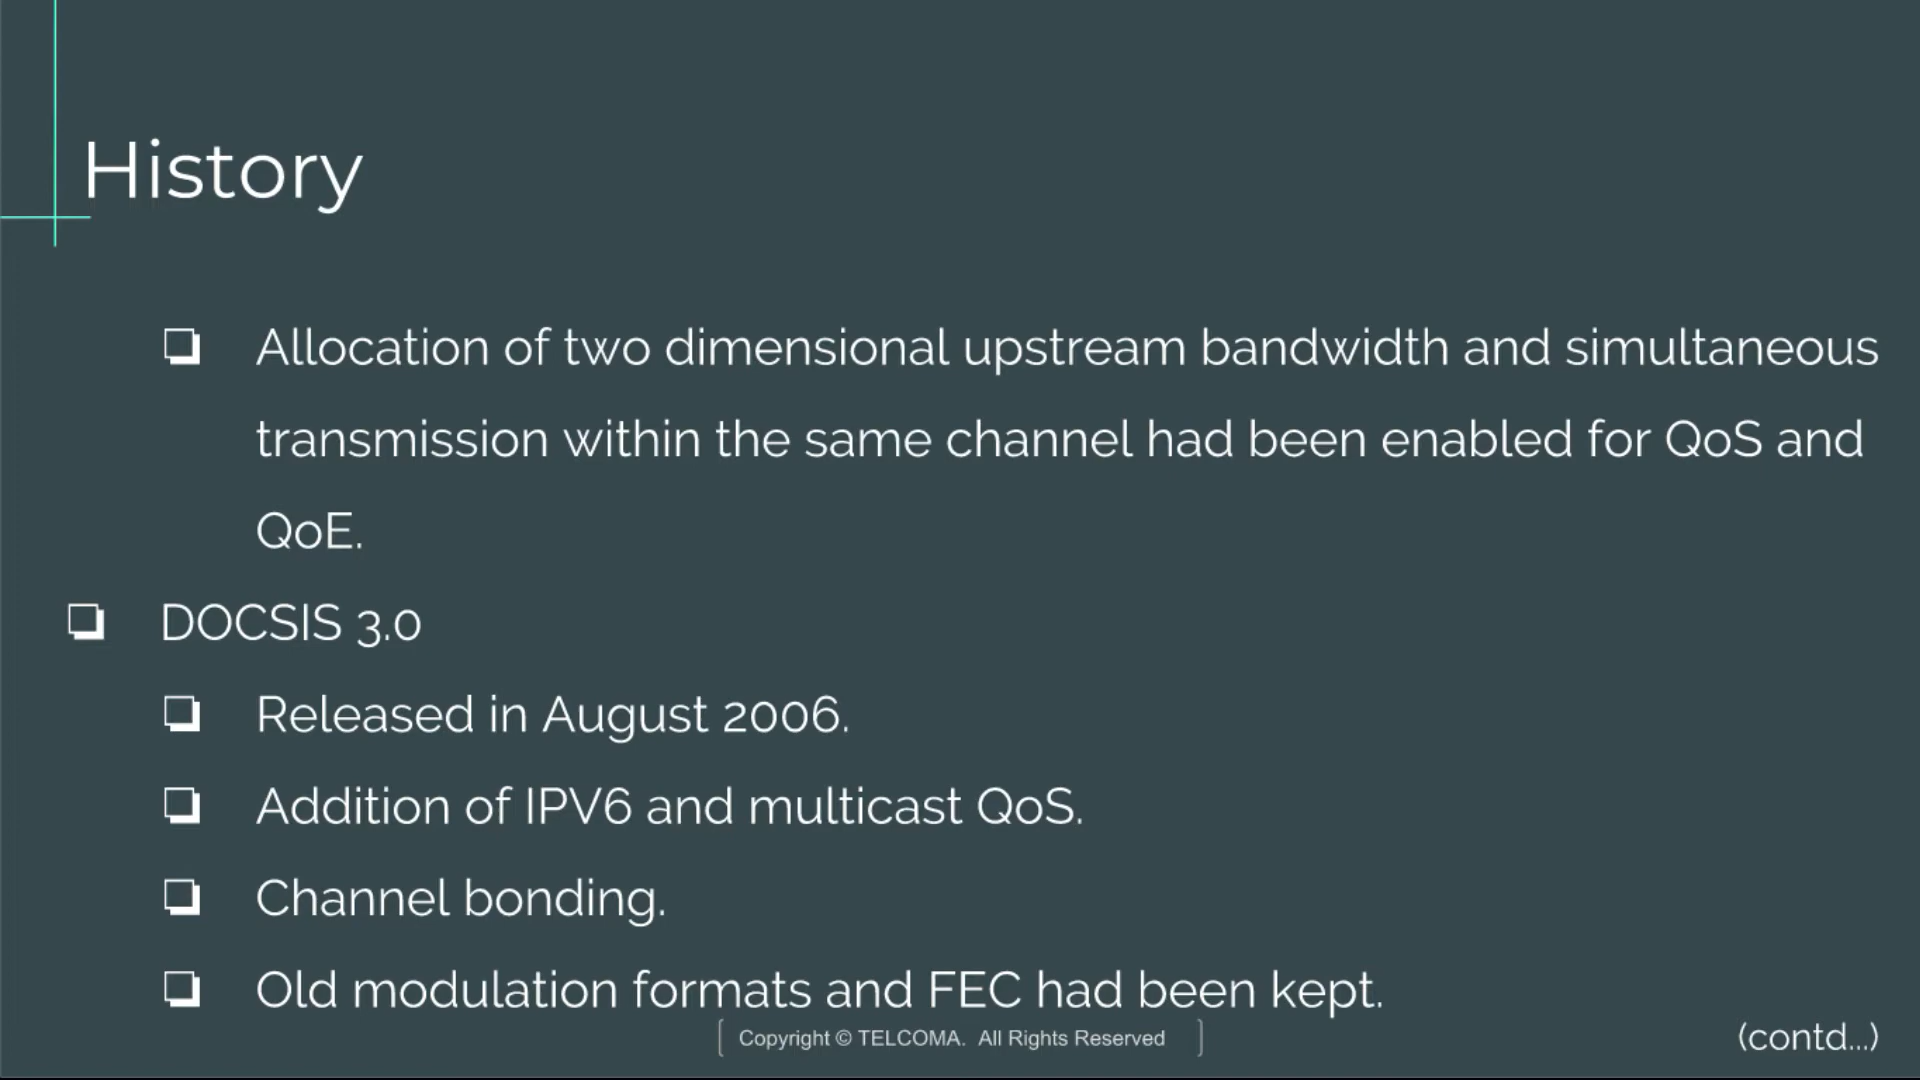 History
Allocation of two dimensional upstream bandwidth and simultaneous
transmission within the same channel had been enabled for QoS and
QoE.
DOCSIS 3.0
Released in August 2006.
Addition of IPV6 and multicast QoS.
Channel bonding.
Old modulation formats and FEC had been kept.
Copyright © TELCOMA. All Rights Reserved
(contd...)